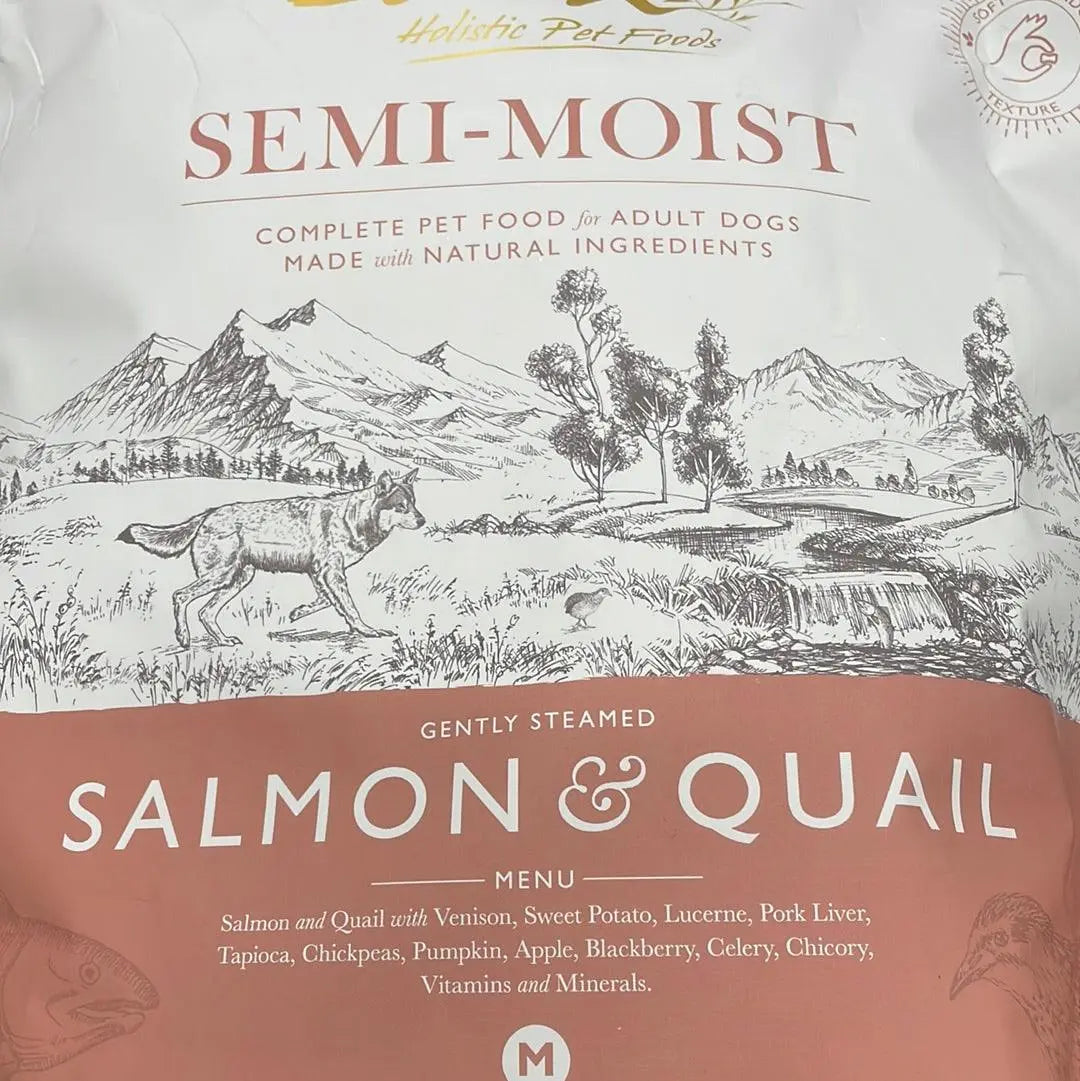 Holistic Pet Foods
SOFT
TEXTURE
SEMI-MOIST
COMPLETE PET FOOD for ADULT DOGS
MADE with NATURAL INGREDIENTS
GENTLY STEAMED
SALMON & QUAIL
MENU
Salmon and Quail with Venison, Sweet Potato, Lucerne, Pork Liver,
Tapioca, Chickpeas, Pumpkin, Apple, Blackberry, Celery, Chicory,
Vitamins and Minerals.
M